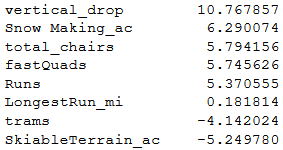 vertical_drop 10.767857
Snow Making_ac 6.290074
total_chairs 5.794156
fastQuads 5.745626
Runs 5.370555
LongestRun_mi 0.181814
trams -4.142024
SkiableTerrain_ac -5.249780